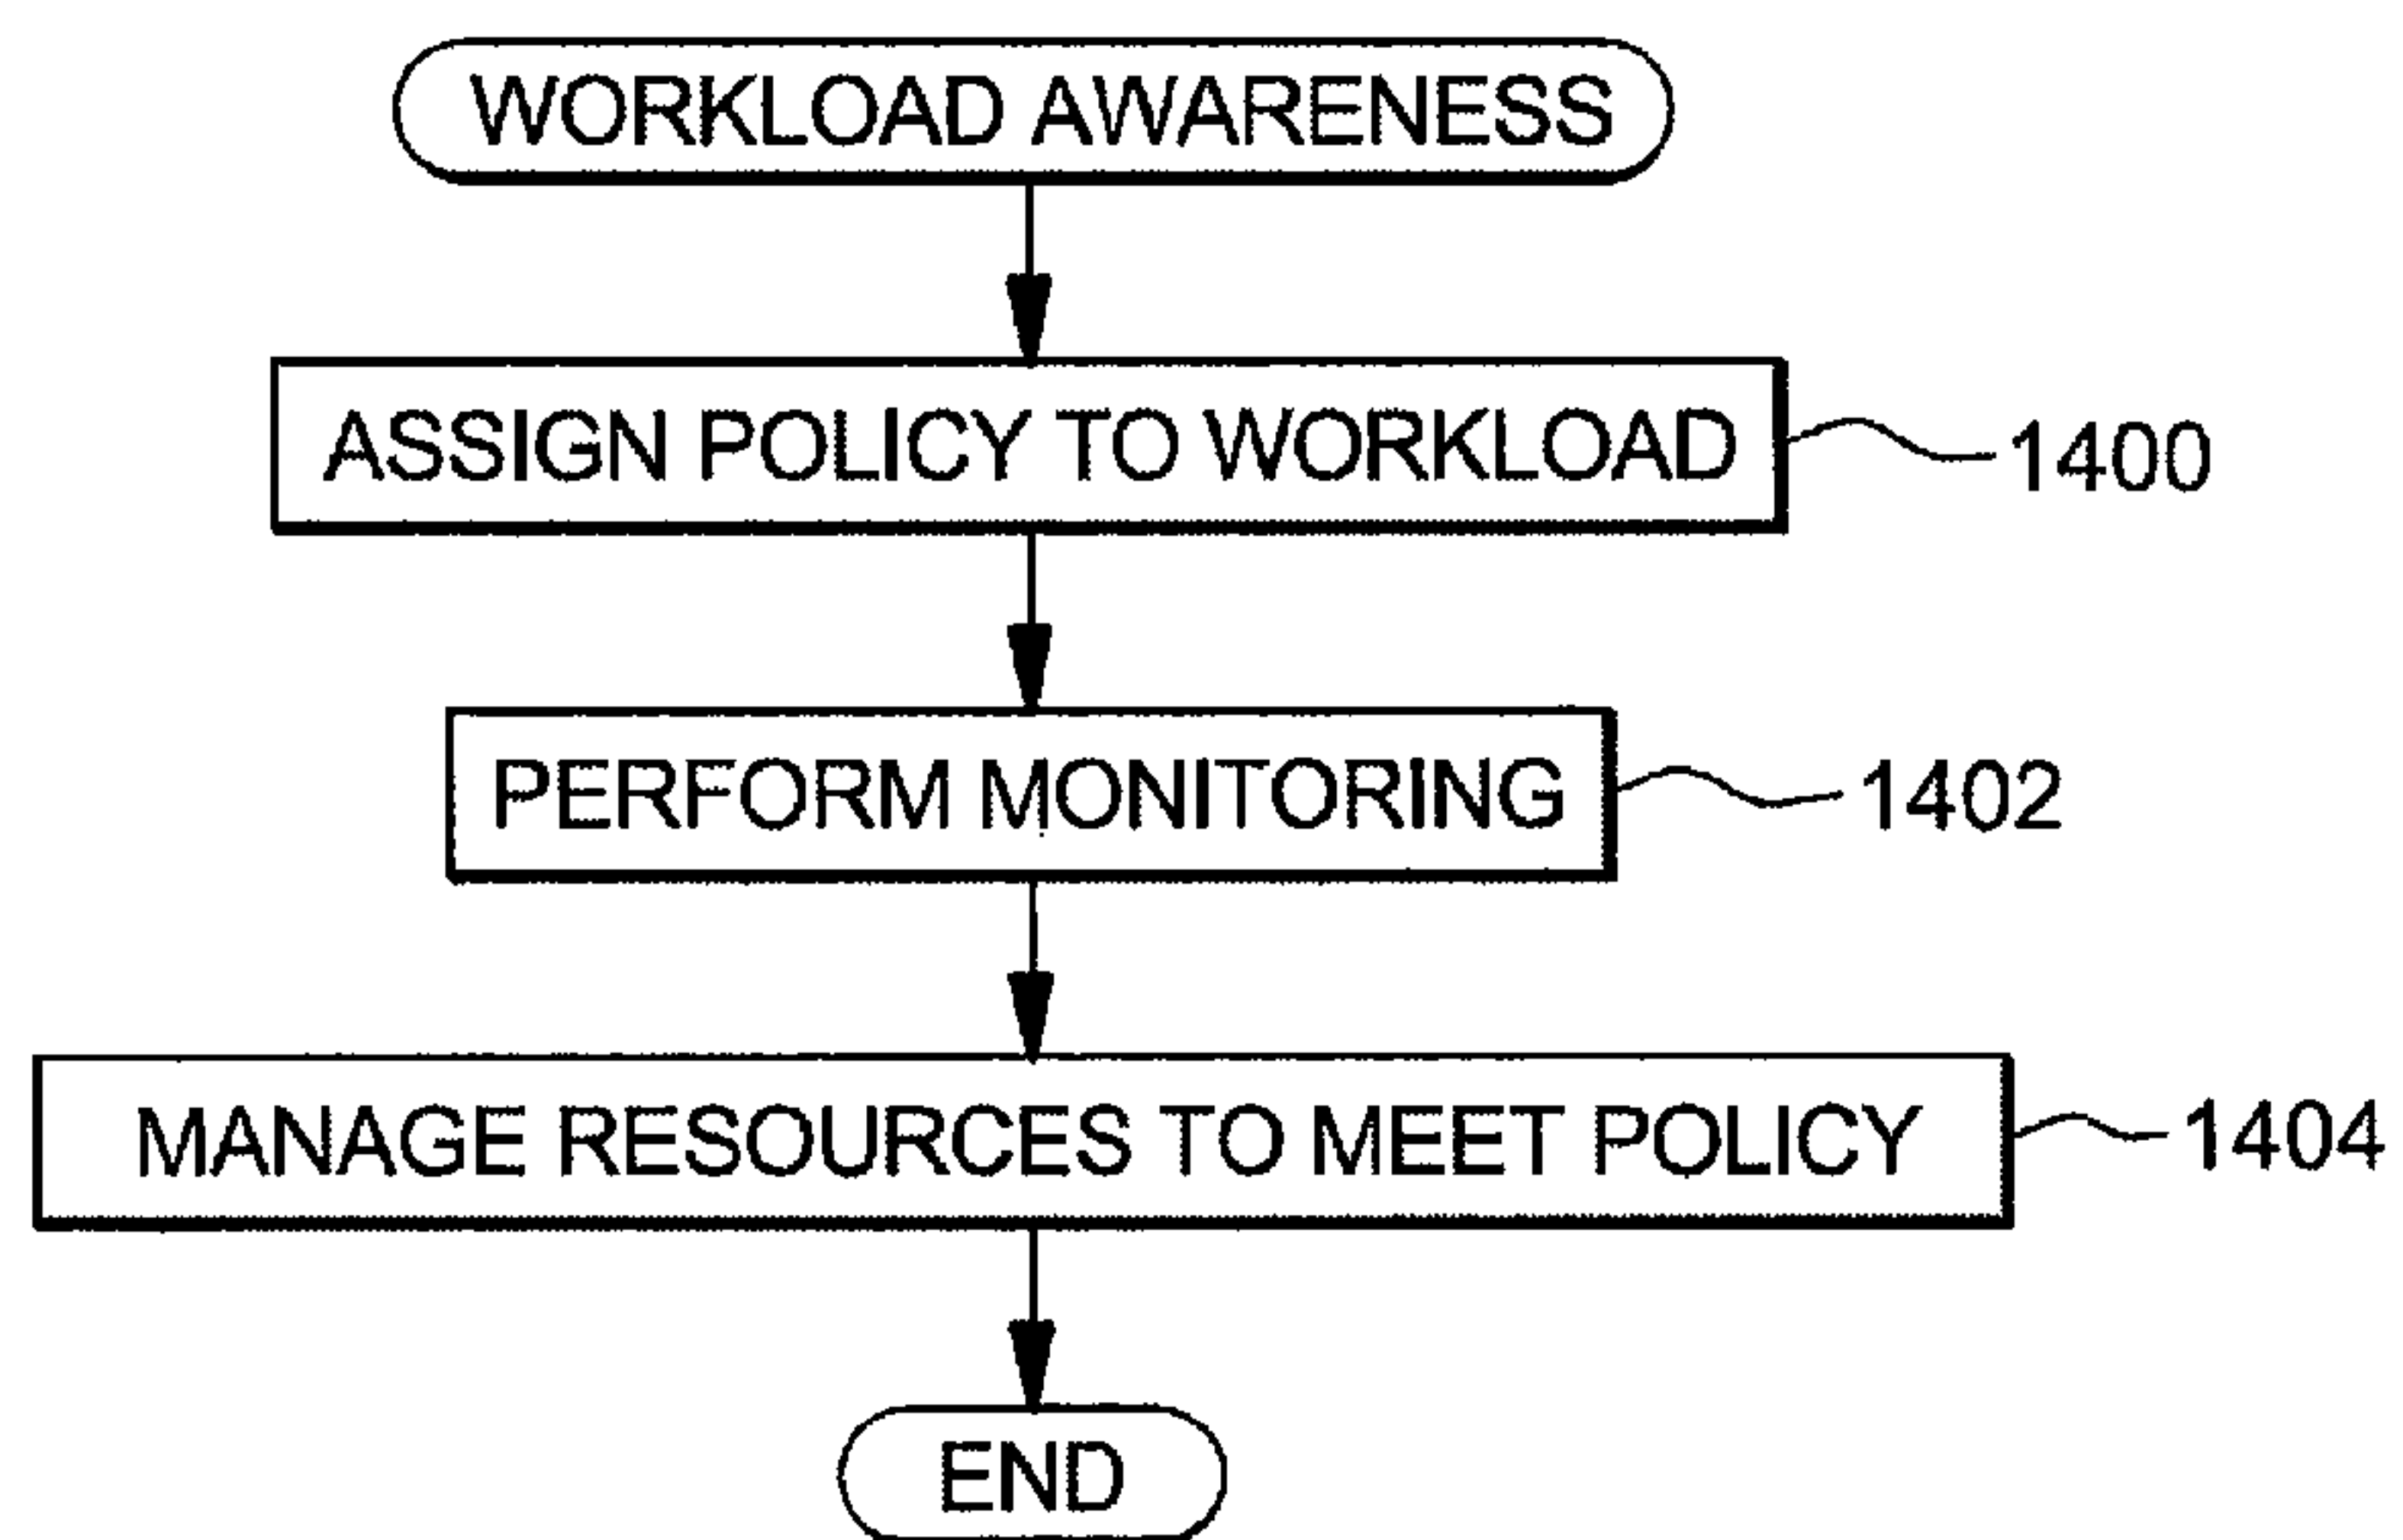 WORKLOAD AWARENESS
ASSIGN POLICY TO WORKLOAD 1400
PERFORM MONITORING 1402
MANAGE RESOURCES TO MEET POLICY 1404
END